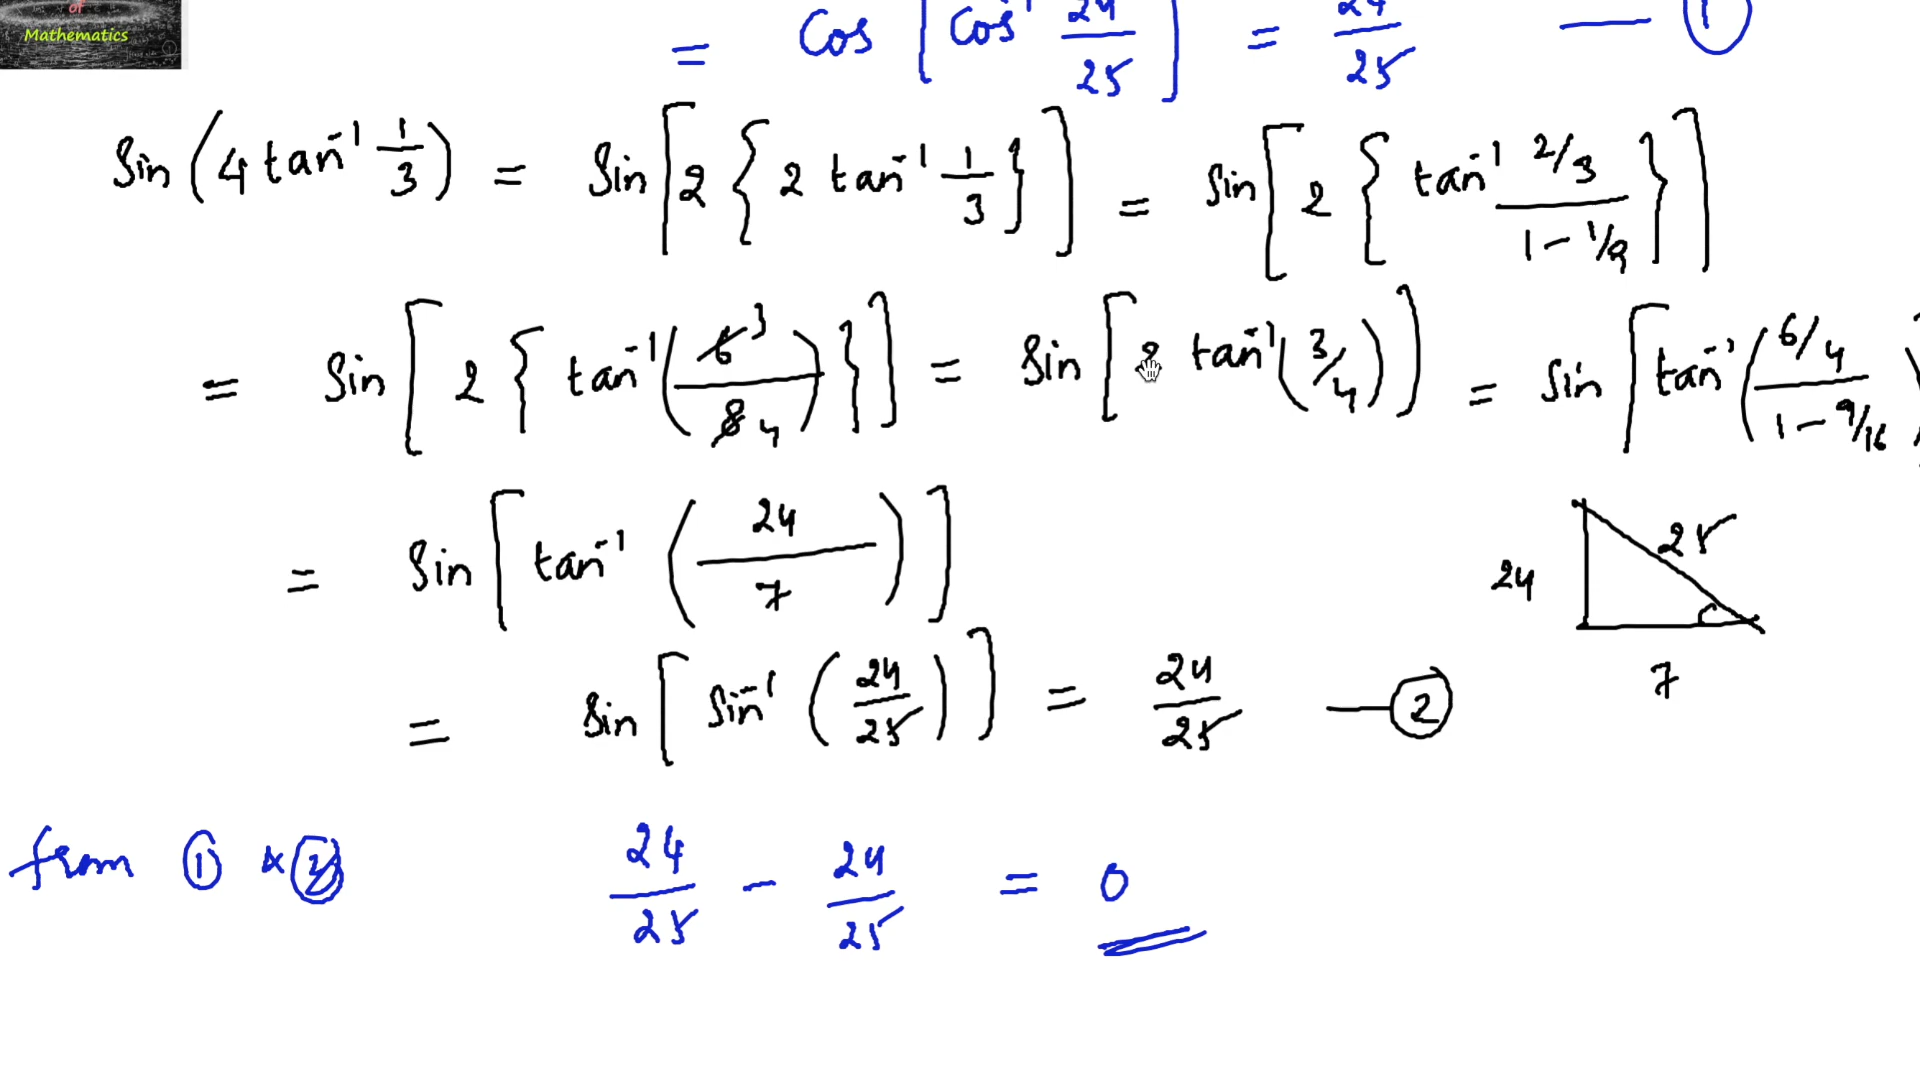 of
Mathematics
= Cos [Cos⁻¹ 24/25] = 24/25 — ①
Sin (4 tan⁻¹ 1/3) = Sin [2 {2 tan⁻¹ 1/3}] = Sin [2 {tan⁻¹ (2/3)/(1 - 1/9)}]
= Sin [2 {tan⁻¹ (6 3/8 4)}] = Sin [2 tan⁻¹ (3/4)] = Sin [tan⁻¹ ((6/4)/(1 - 9/16))
= Sin [tan⁻¹ (24/7)]
24 25
7
= Sin [Sin⁻¹ (24/25)] = 24/25 — ②
from ① & ② 24/25 - 24/25 = 0